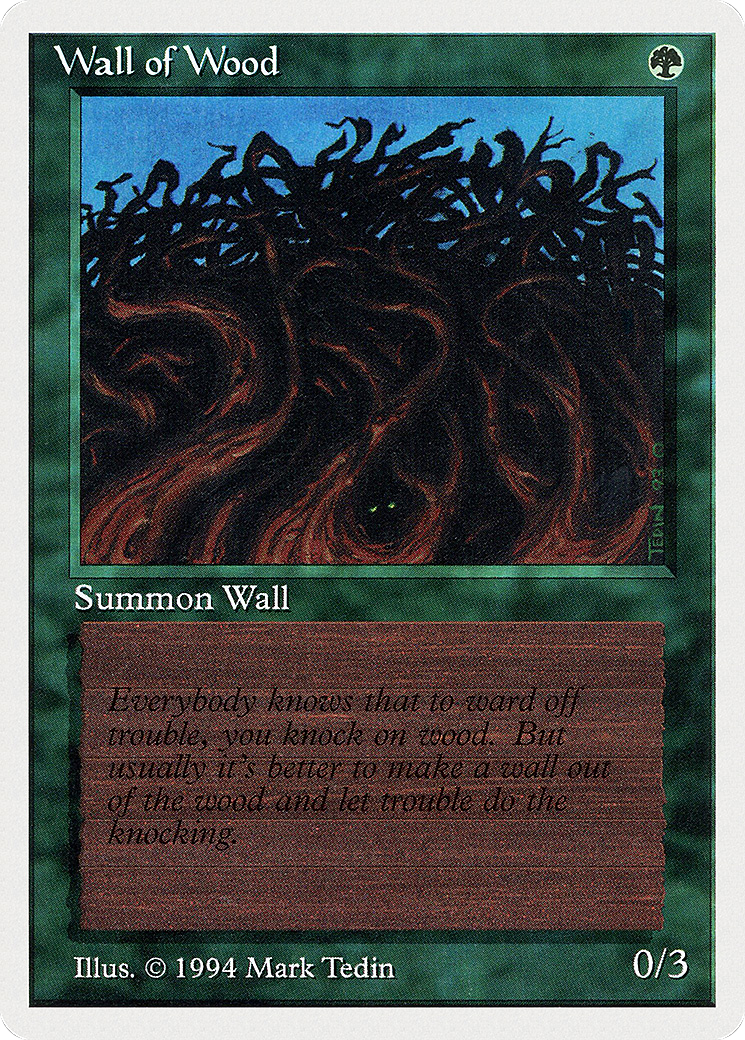 Wall of Wood
TEDIN 93 ©
Summon Wall
Everybody knows that to ward off
trouble, you knock on wood. But
usually it's better to make a wall out
of the wood and let trouble do the
knocking.
Illus. © 1994 Mark Tedin
0/3